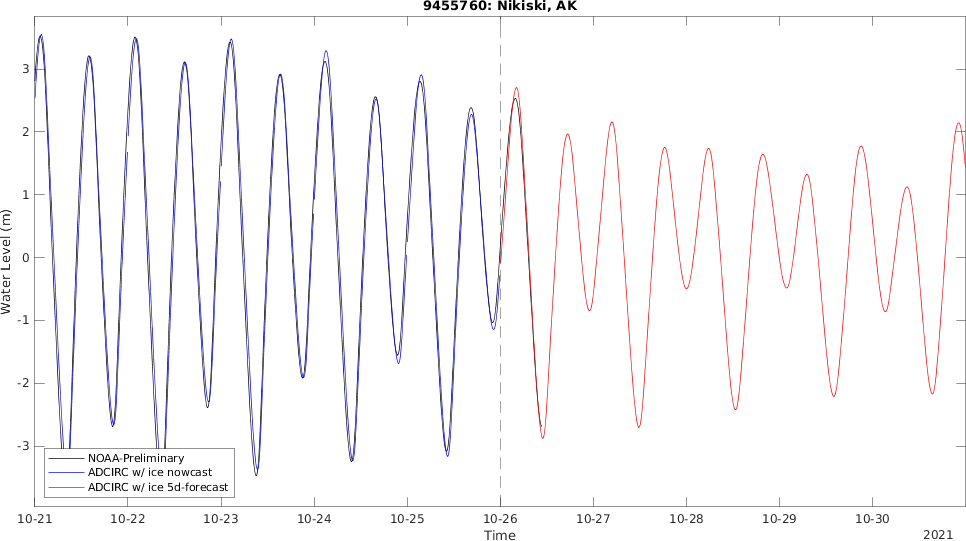 9455760: Nikiski, AK
3
2
1
0
-1
-2
-3
Water Level (m)
NOAA-Preliminary
ADCIRC w/ ice nowcast
ADCIRC w/ ice 5d-forecast
10-21 10-22 10-23 10-24 10-25 10-26 10-27 10-28 10-29 10-30
Time
2021